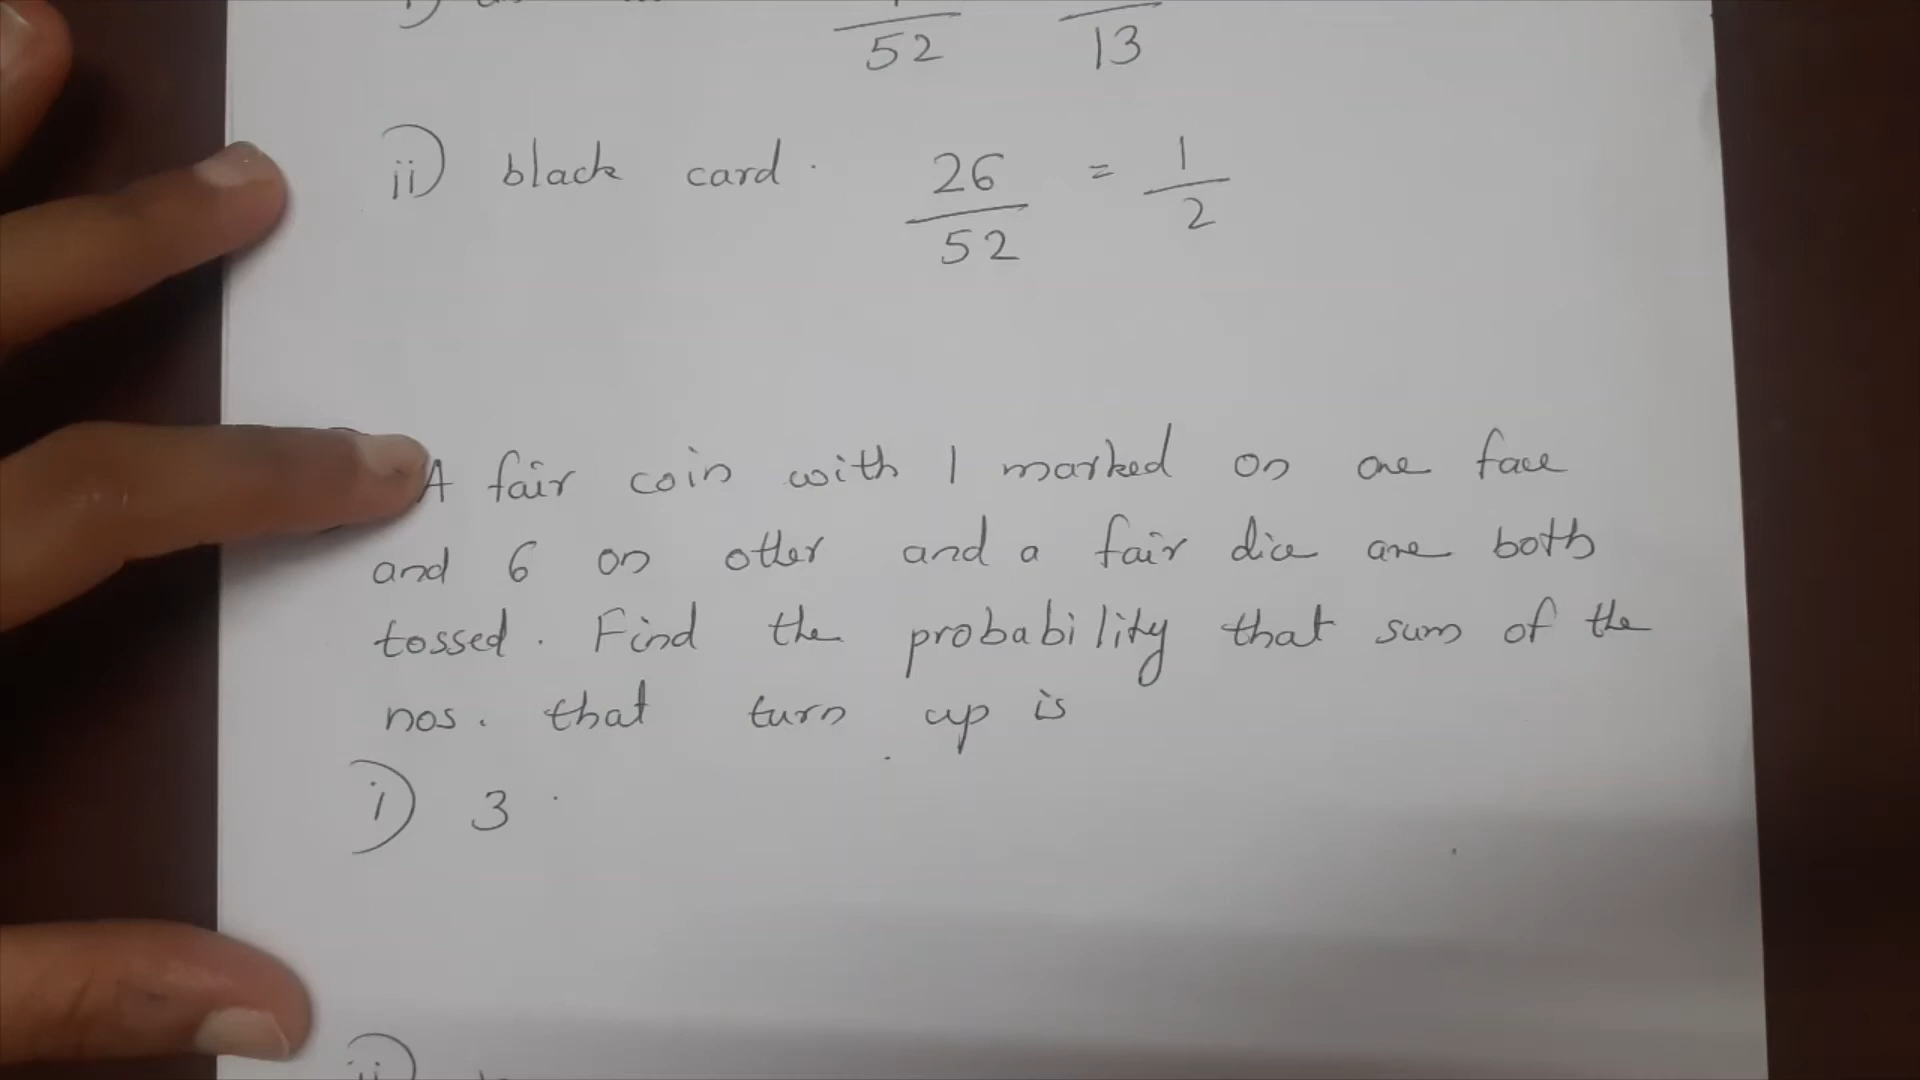 52 13
ii) black card. 26/52 = 1/2
A fair coin with 1 marked on one face
and 6 on other and a fair dice are both
tossed. Find the probability that sum of the
nos. that turn up is
i) 3
ii)